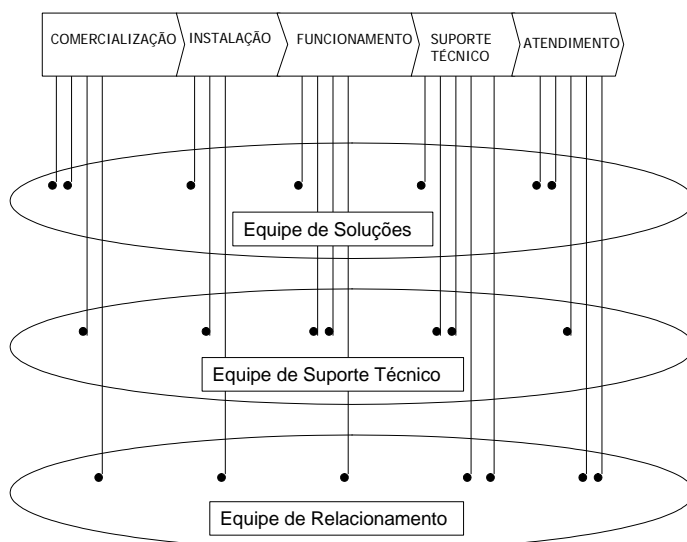 COMERCIALIZAÇÃO
INSTALAÇÃO
FUNCIONAMENTO
SUPORTE
TÉCNICO
ATENDIMENTO
Equipe de Soluções
Equipe de Suporte Técnico
Equipe de Relacionamento